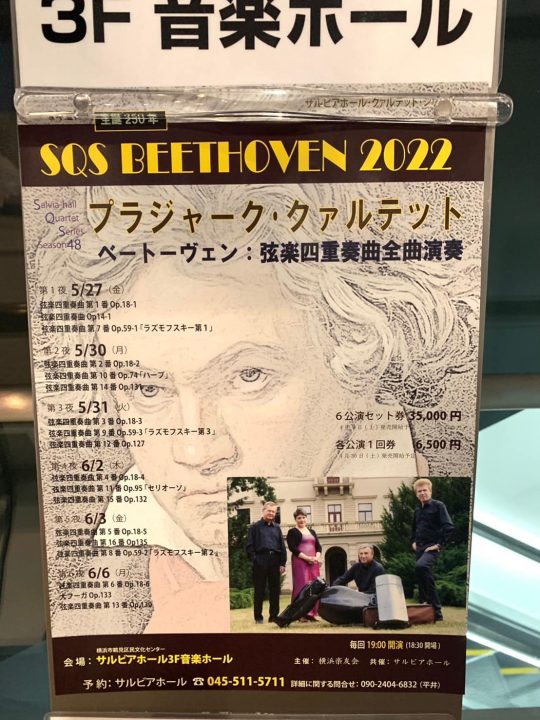 3F 音楽ホール
サルビアホール・クァルテット・シリーズ
生誕250年
SQS BEETHOVEN 2022
Salvia-hall
Quartet
Series
Season48
プラジャーク・クァルテット
ベートーヴェン：弦楽四重奏曲全曲演奏
第1夜 5/27（金）
弦楽四重奏曲 第1番 Op.18-1
弦楽四重奏曲 Op14-1
弦楽四重奏曲 第7番 Op.59-1「ラズモフスキー第1」
第2夜 5/30（月）
弦楽四重奏曲 第2番 Op.18-2
弦楽四重奏曲 第10番 Op.74「ハープ」
弦楽四重奏曲 第14番 Op.131
第3夜 5/31（火）
弦楽四重奏曲 第3番 Op.18-3
弦楽四重奏曲 第9番 Op.59-3「ラズモフスキー第3」
弦楽四重奏曲 第12番 Op.127
6公演セット券 35,000円
各公演1回券 6,500円
第4夜 6/2（木）
弦楽四重奏曲 第4番 Op.18-4
弦楽四重奏曲 第11番 Op.95「セリオーソ」
弦楽四重奏曲 第15番 Op.132
第5夜 6/3（金）
弦楽四重奏曲 第5番 Op.18-5
弦楽四重奏曲 第16番 Op135
弦楽四重奏曲 第8番 Op.59-2「ラズモフスキー第2」
第6夜 6/6（月）
弦楽四重奏曲 第6番 Op.18-6
大フーガ Op.133
弦楽四重奏曲 第13番 Op.130
毎回 19:00 開演（18:30 開場）
横浜市鶴見区民文化センター
会場：サルビアホール3F音楽ホール
主催：横浜楽友会 共催：サルビアホール
予約：サルビアホール ☎ 045-511-5711 詳細に関する問合せ：090-2404-6832（平井）